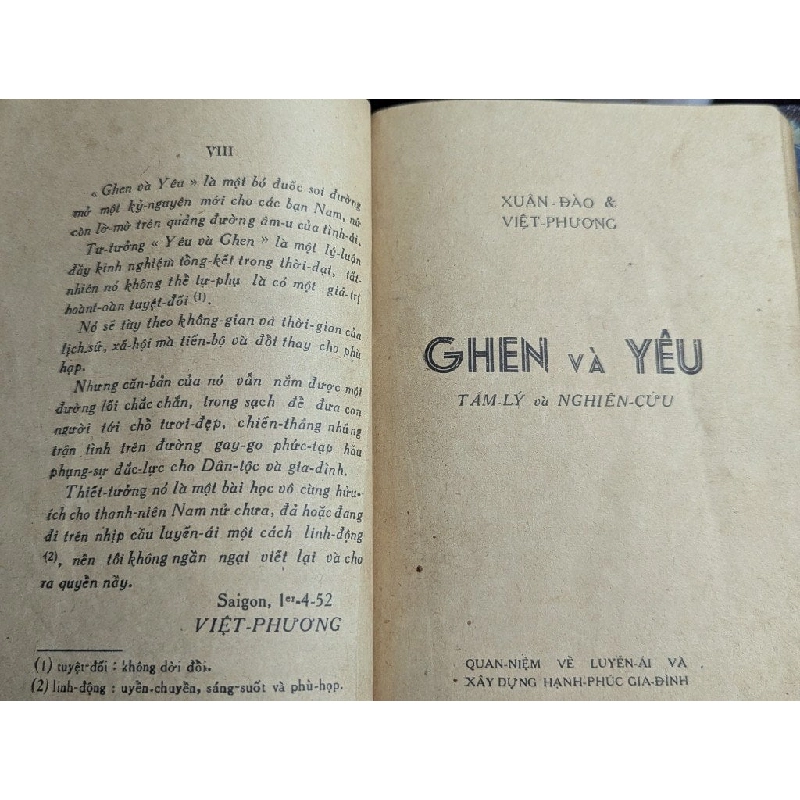 VIII
« Ghen và Yêu » là một bó đuốc soi đường
mở một kỷ-nguyên mới cho các bạn Nam, nữ
còn lờ-mờ trên quảng đường âm-u của tình-ái.
Tư-tưởng « Yêu và Ghen » là một lý-luận
đầy kinh nghiệm tổng-kết trong thời-đại, tất-
nhiên nó không thể tự-phụ là có một giá-trị
hoàn-toàn tuyệt-đối (1).
Nó sẽ tùy theo không-gian và thời-gian của
lịch-sử, xã-hội mà tiến-bộ và đổi thay cho phù
hạp.
Nhưng căn-bản của nó vẫn nắm được một
đường lối chắc chắn, trong sạch để đưa con
người tới chỗ tươi-đẹp, chiến-thắng những
trận tình trên đường gay-go phức-tạp hầu
phụng-sự đắc-lực cho Dân-tộc và gia-đình.
Thiết-tưởng nó là một bài học vô cùng hữu-
ích cho thanh-niên Nam nử chưa, đả hoặc đang
đi trên nhịp cầu luyến-ái một cách linh-động
(2), nên tôi không ngần ngại viết lại và cho
ra quyển nầy.
Saigon, 1er-4-52
VIỆT-PHƯƠNG
(1) tuyệt-đối : không dời đổi.
(2) linh-động : uyển-chuyển, sáng-suốt và phù-hợp.
XUÂN-ĐÀO &
VIỆT-PHƯƠNG
GHEN VÀ YÊU
TÂM-LÝ và NGHIÊN-CỨU
QUAN-NIỆM VỀ LUYẾN-ÁI VÀ
XÂY DỰNG HẠNH-PHÚC GIA-ĐÌNH